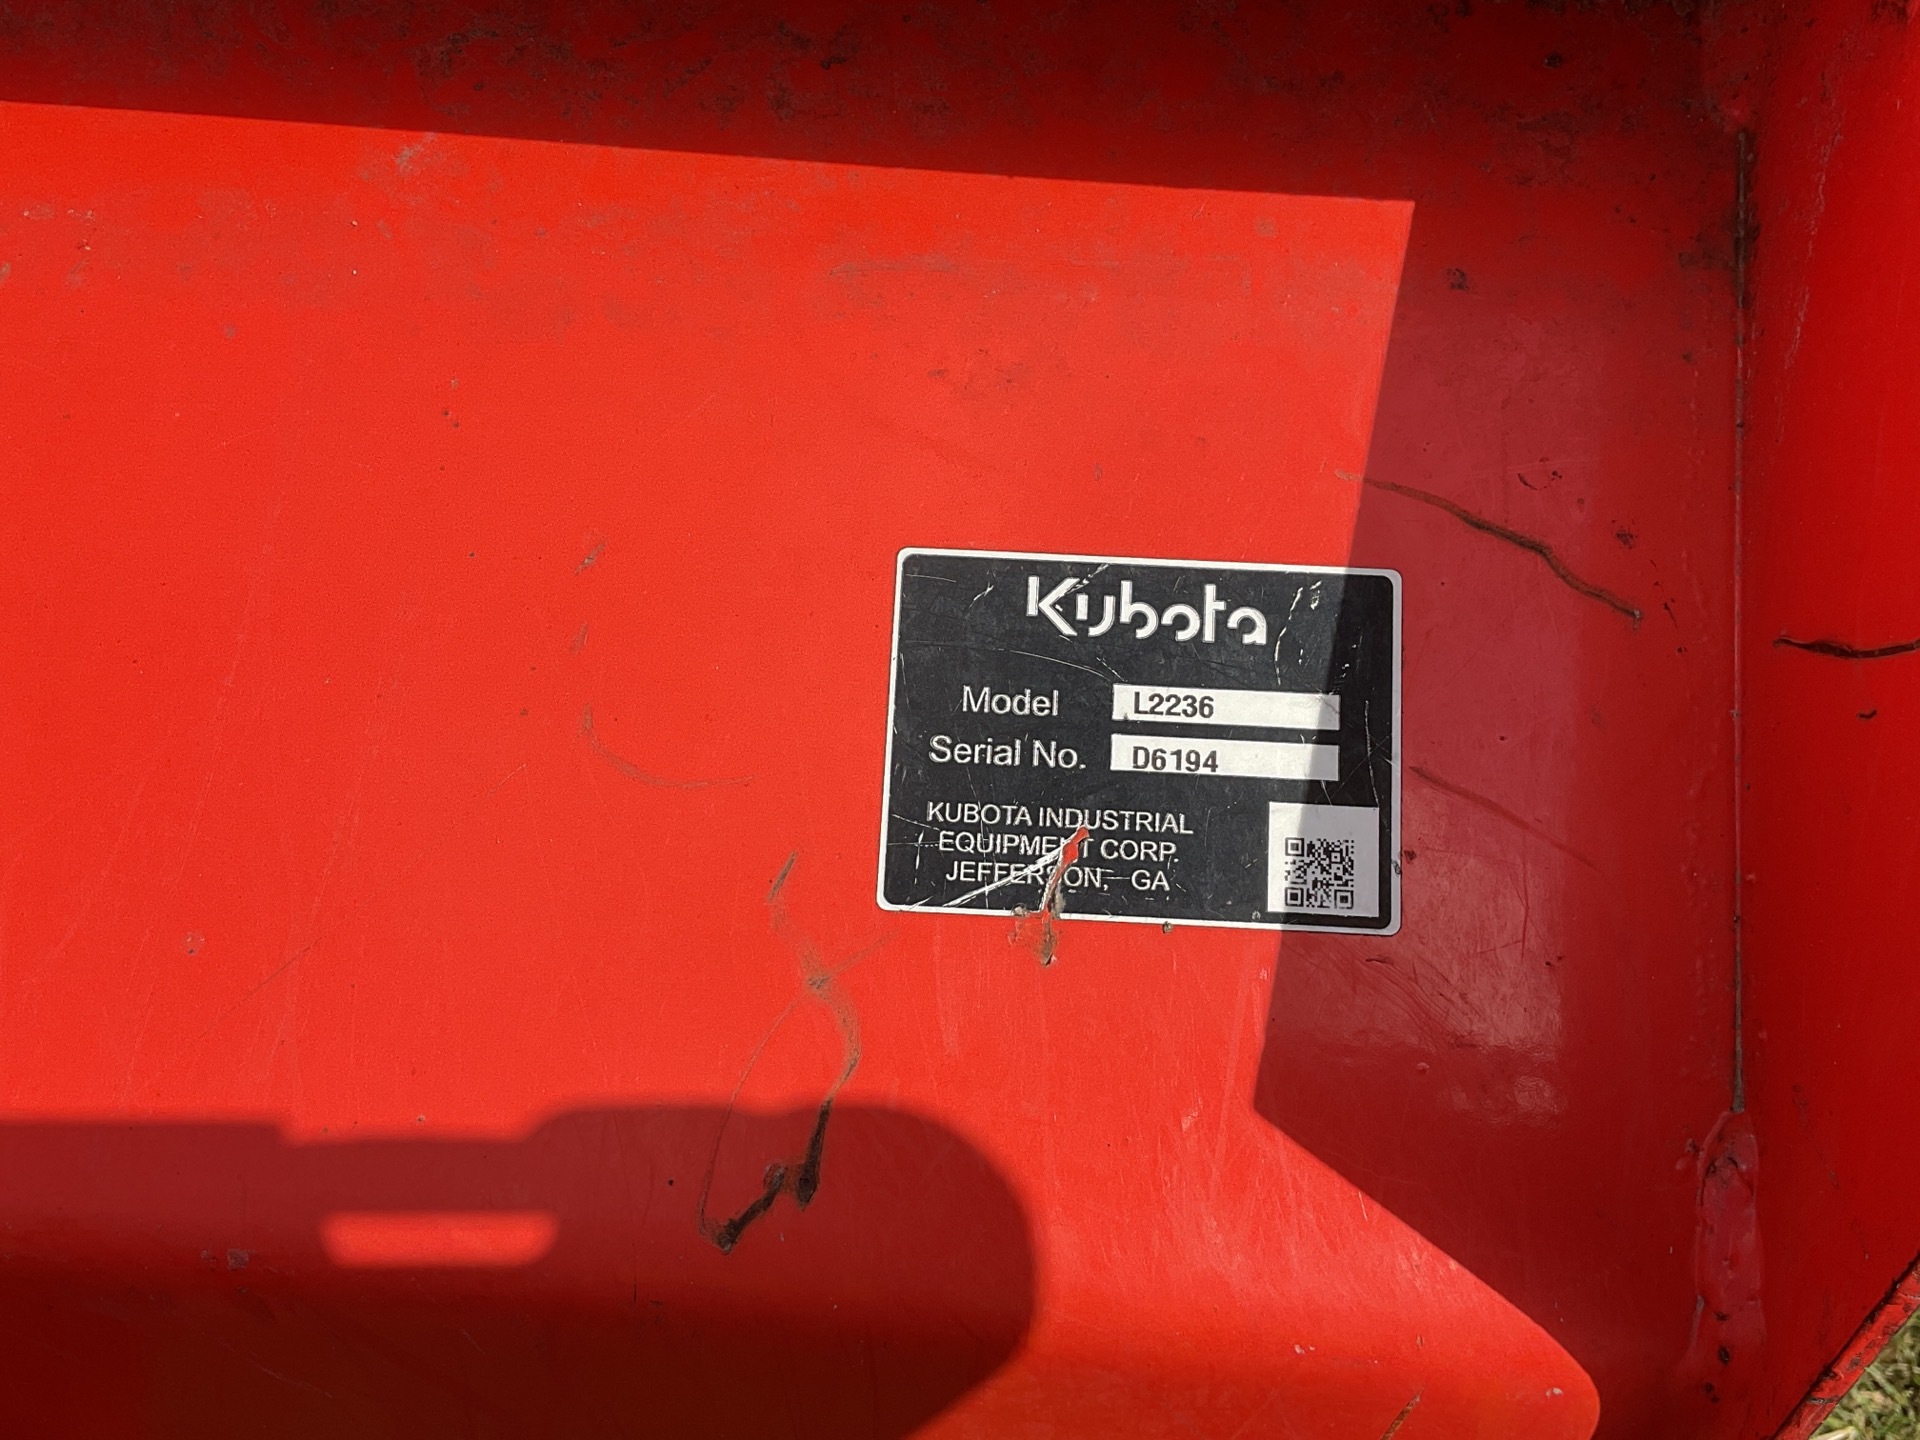 Kubota
Model L2236
Serial No. D6194
KUBOTA INDUSTRIAL
EQUIPMENT CORP.
JEFFERSON, GA